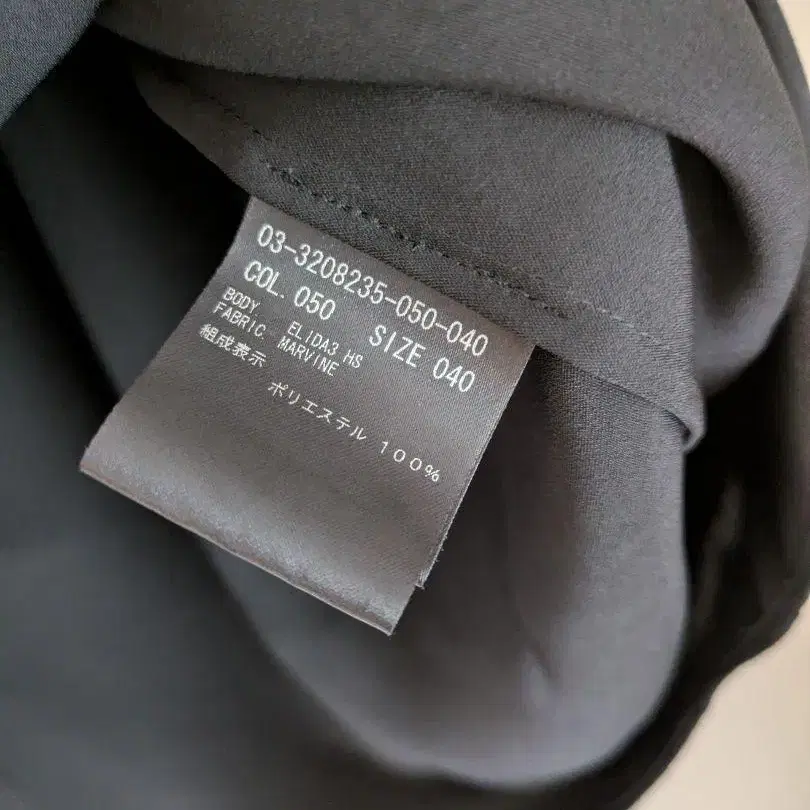 03-3208235-050-040
COL. 050 SIZE 040
BODY. ELIDA3 HS
FABRIC. MARVINE
組成表示
ポリエステル 100%